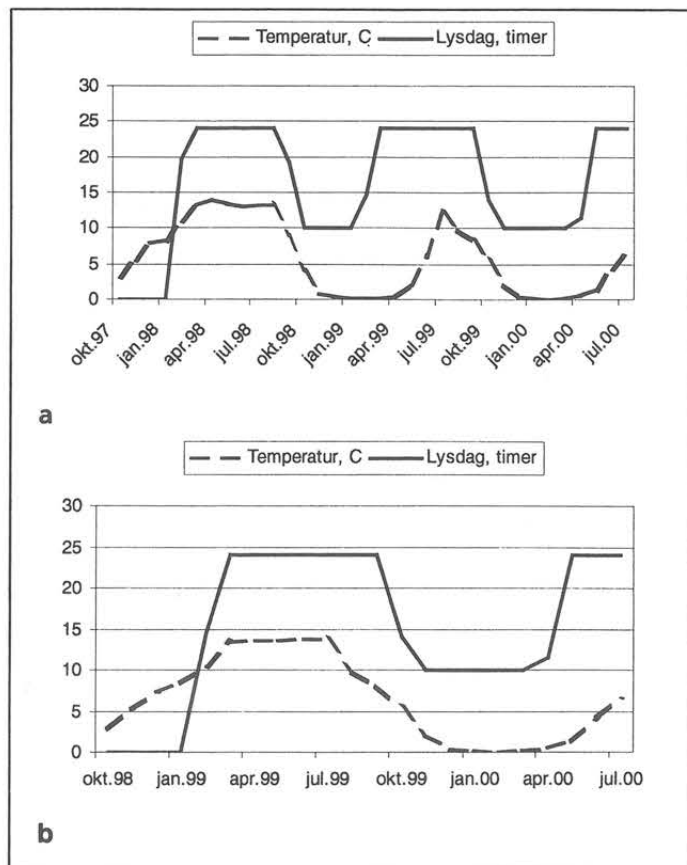 Temperatur, C Lysdag, timer
30
25
20
15
10
5
0
okt.97 jan.98 apr.98 jul.98 okt.98 jan.99 apr.99 jul.99 okt.99 jan.00 apr.00 jul.00
a
Temperatur, C Lysdag, timer
30
25
20
15
10
5
0
okt.98 jan.99 apr.99 jul.99 okt.99 jan.00 apr.00 jul.00
b